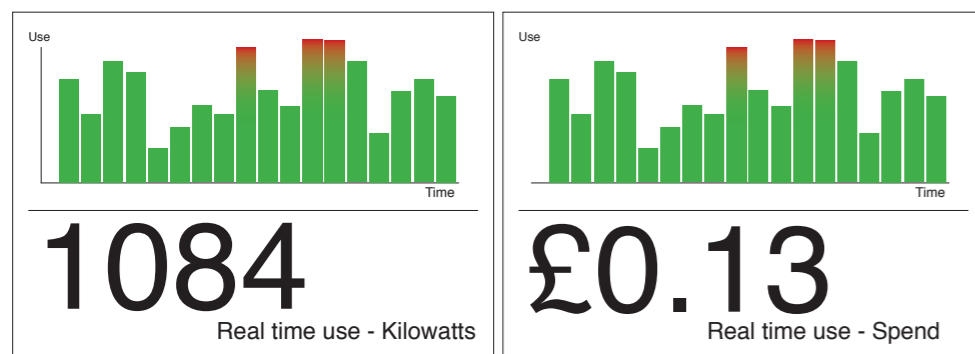 Use
Time
1084
Real time use - Kilowatts
Use
Time
£0.13
Real time use - Spend